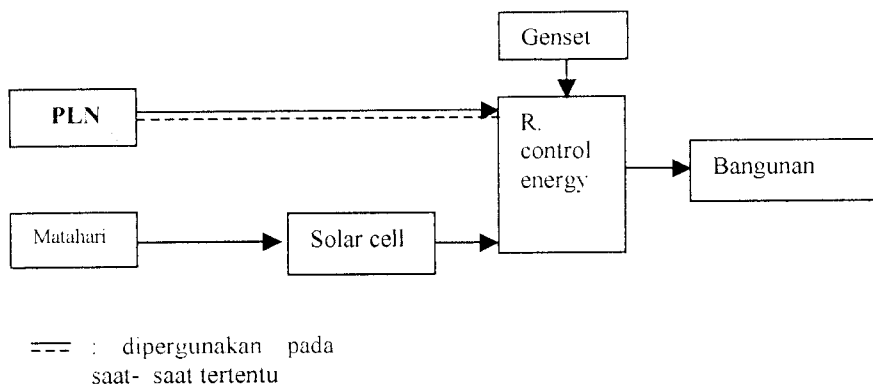 Genset
PLN
R.
control
energy
Bangunan
Matahari
Solar cell
: dipergunakan pada
saat- saat tertentu